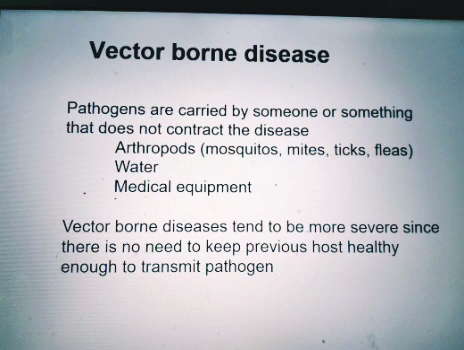 Vector borne disease
Pathogens are carried by someone or something
that does not contract the disease
Arthropods (mosquitos, mites, ticks, fleas)
Water
Medical equipment
Vector borne diseases tend to be more severe since
there is no need to keep previous host healthy
enough to transmit pathogen